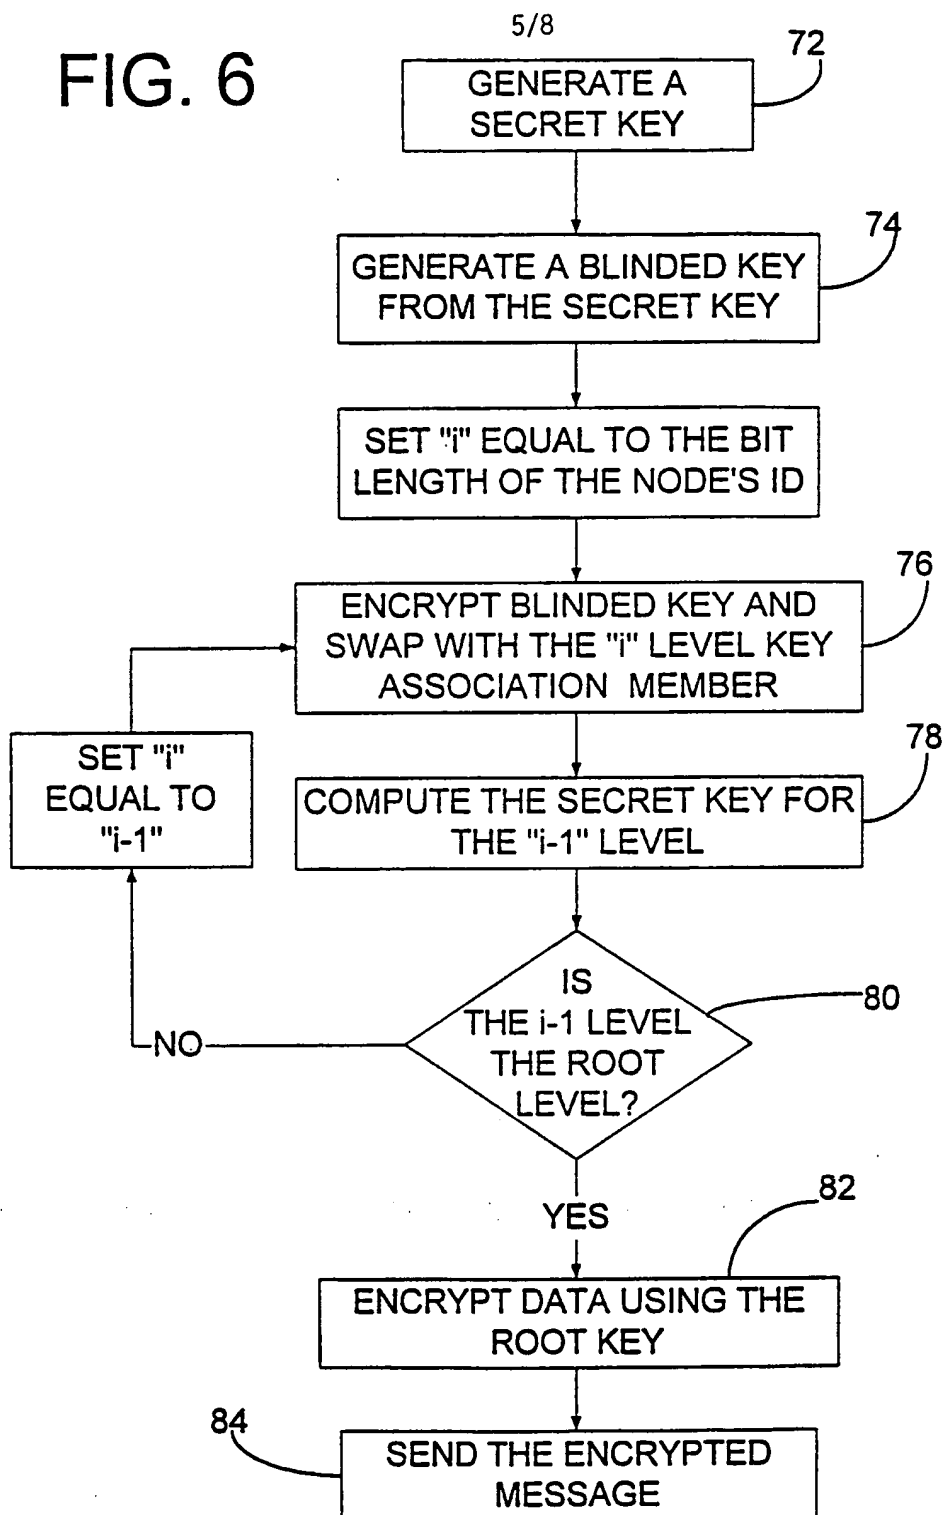 5/8
FIG. 6
72
GENERATE A
SECRET KEY
74
GENERATE A BLINDED KEY
FROM THE SECRET KEY
SET "i" EQUAL TO THE BIT
LENGTH OF THE NODE'S ID
76
ENCRYPT BLINDED KEY AND
SWAP WITH THE "i" LEVEL KEY
ASSOCIATION MEMBER
SET "i"
EQUAL TO
"i-1"
78
COMPUTE THE SECRET KEY FOR
THE "i-1" LEVEL
IS
THE i-1 LEVEL
THE ROOT
LEVEL?
80
NO
YES
82
ENCRYPT DATA USING THE
ROOT KEY
84
SEND THE ENCRYPTED
MESSAGE